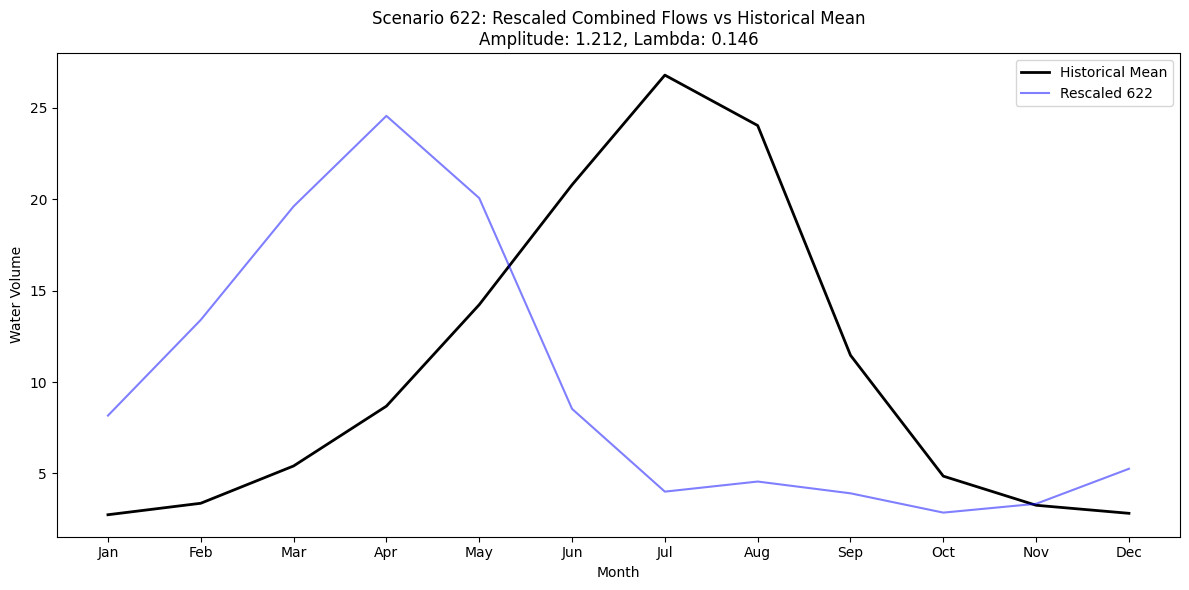 Scenario 622: Rescaled Combined Flows vs Historical Mean
Amplitude: 1.212, Lambda: 0.146
Historical Mean
Rescaled 622
Water Volume
25
20
15
10
5
Jan Feb Mar Apr May Jun Jul Aug Sep Oct Nov Dec
Month